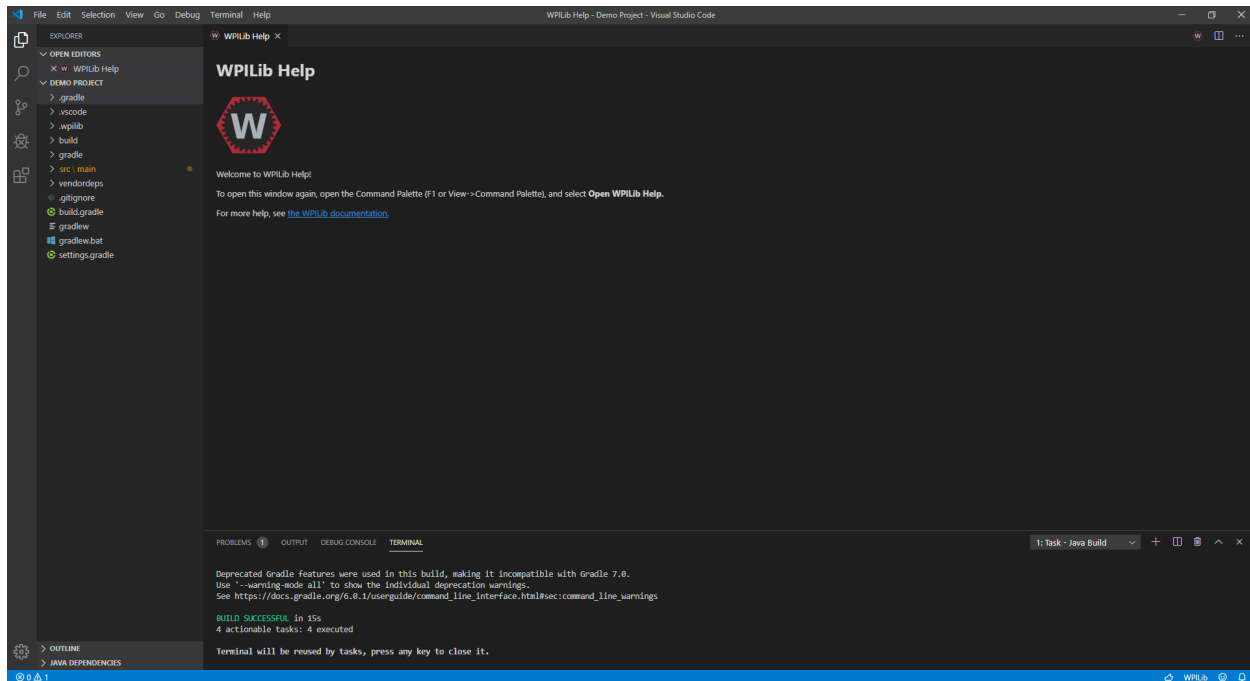 File Edit Selection View Go Debug Terminal Help
WPILib Help - Demo Project - Visual Studio Code
EXPLORER
WPILib Help
OPEN EDITORS
WPILib Help
DEMO PROJECT
.gradle
.vscode
.wpilib
build
gradle
src \ main
vendordeps
.gitignore
build.gradle
gradlew
gradlew.bat
settings.gradle
OUTLINE
JAVA DEPENDENCIES
WPILib Help
W
Welcome to WPILib Help!
To open this window again, open the Command Palette (F1 or View->Command Palette), and select Open WPILib Help.
For more help, see the WPILib documentation.
PROBLEMS 1 OUTPUT DEBUG CONSOLE TERMINAL
1: Task - Java Build
Deprecated Gradle features were used in this build, making it incompatible with Gradle 7.0.
Use '--warning-mode all' to show the individual deprecation warnings.
See https://docs.gradle.org/6.0.1/userguide/command_line_interface.html#sec:command_line_warnings
BUILD SUCCESSFUL in 15s
4 actionable tasks: 4 executed
Terminal will be reused by tasks, press any key to close it.
0 1
WPILib